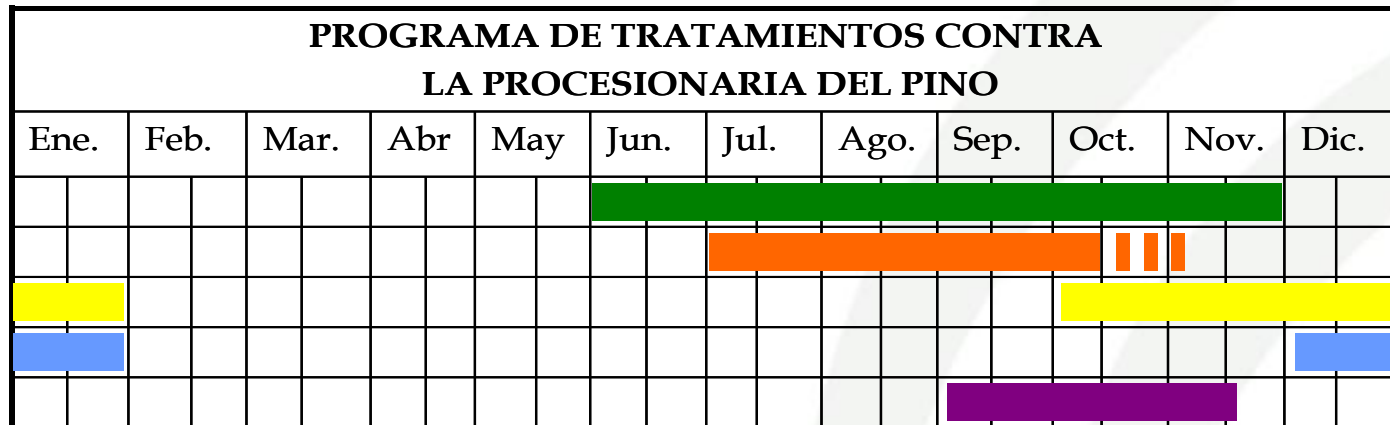 PROGRAMA DE TRATAMIENTOS CONTRA
LA PROCESIONARIA DEL PINO
Ene. Feb. Mar. Abr May Jun. Jul. Ago. Sep. Oct. Nov. Dic.